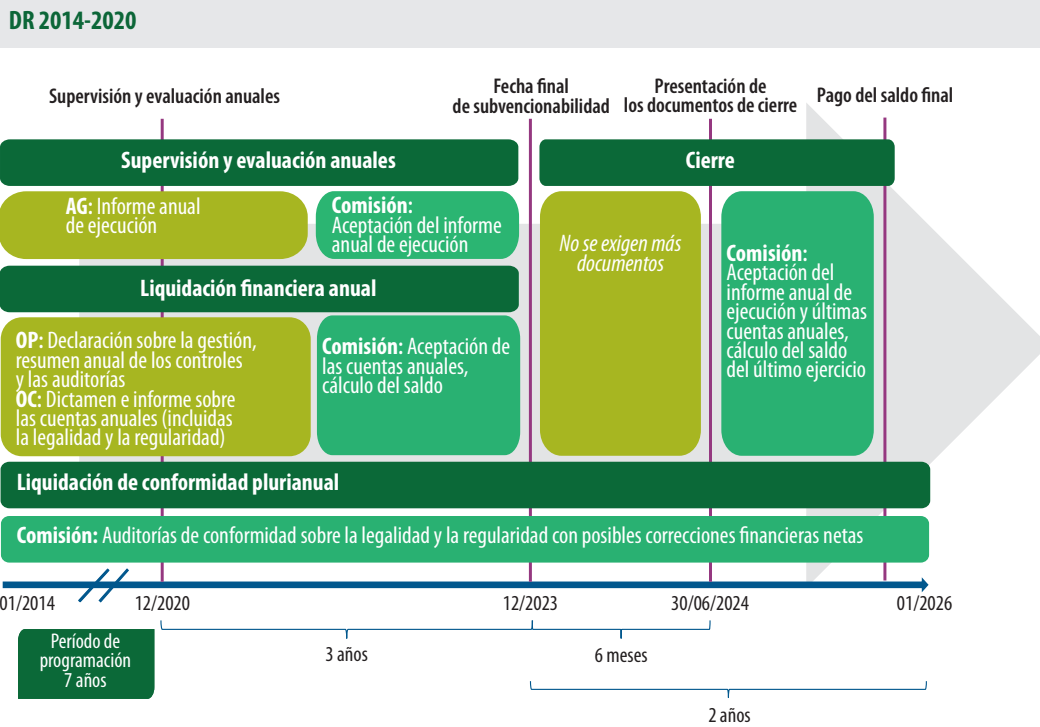 DR 2014-2020
Supervisión y evaluación anuales
Fecha final
de subvencionabilidad
Presentación de
los documentos de cierre
Pago del saldo final
Supervisión y evaluación anuales
Cierre
AG: Informe anual
de ejecución
Comisión:
Aceptación del informe
anual de ejecución
No se exigen más
documentos
Comisión:
Aceptación del
informe anual de
ejecución y últimas
cuentas anuales,
cálculo del saldo
del último ejercicio
Liquidación financiera anual
OP: Declaración sobre la gestión,
resumen anual de los controles
y las auditorías
OC: Dictamen e informe sobre
las cuentas anuales (incluidas
la legalidad y la regularidad)
Comisión: Aceptación de
las cuentas anuales,
cálculo del saldo
Liquidación de conformidad plurianual
Comisión: Auditorías de conformidad sobre la legalidad y la regularidad con posibles correcciones financieras netas
01/2014
12/2020
12/2023
30/06/2024
01/2026
Período de
programación
7 años
3 años
6 meses
2 años